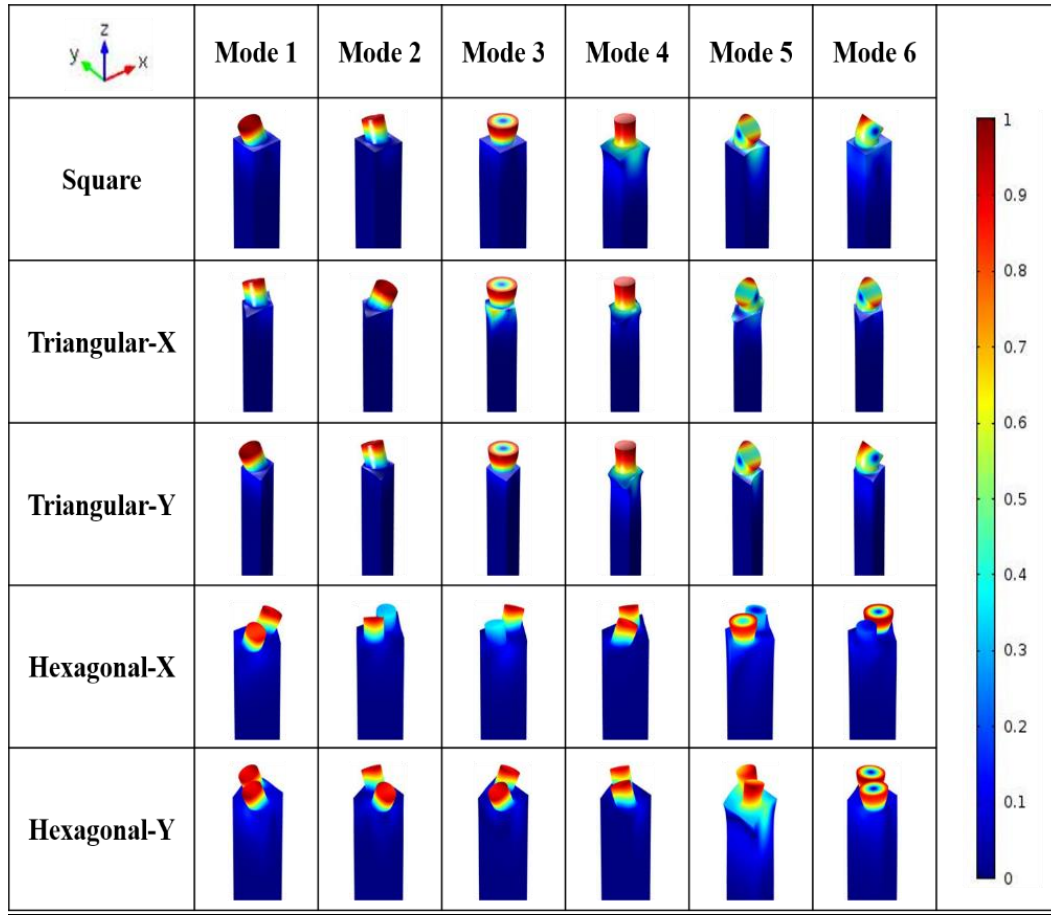 z
y
x
Mode 1
Mode 2
Mode 3
Mode 4
Mode 5
Mode 6
Square
Triangular-X
Triangular-Y
Hexagonal-X
Hexagonal-Y
1
0.9
0.8
0.7
0.6
0.5
0.4
0.3
0.2
0.1
0